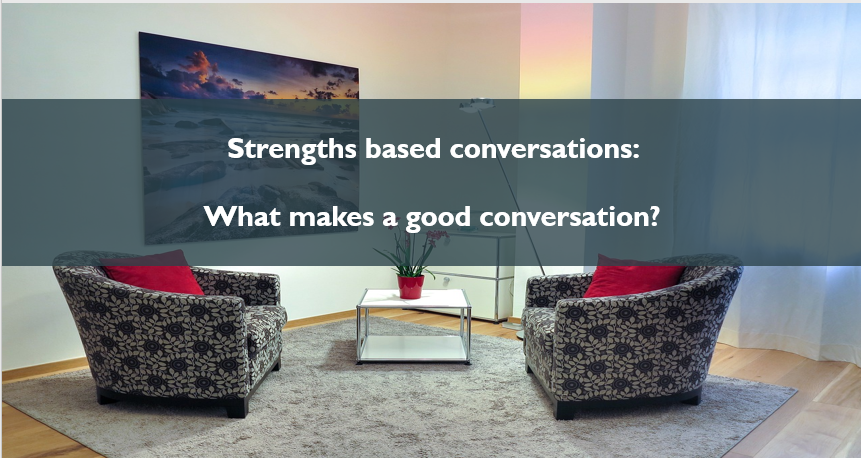 Strengths based conversations:
What makes a good conversation?